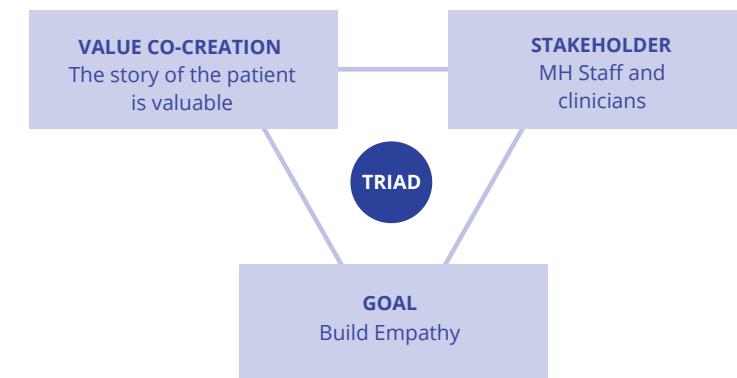 VALUE CO-CREATION
The story of the patient
is valuable
STAKEHOLDER
MH Staff and
clinicians
TRIAD
GOAL
Build Empathy